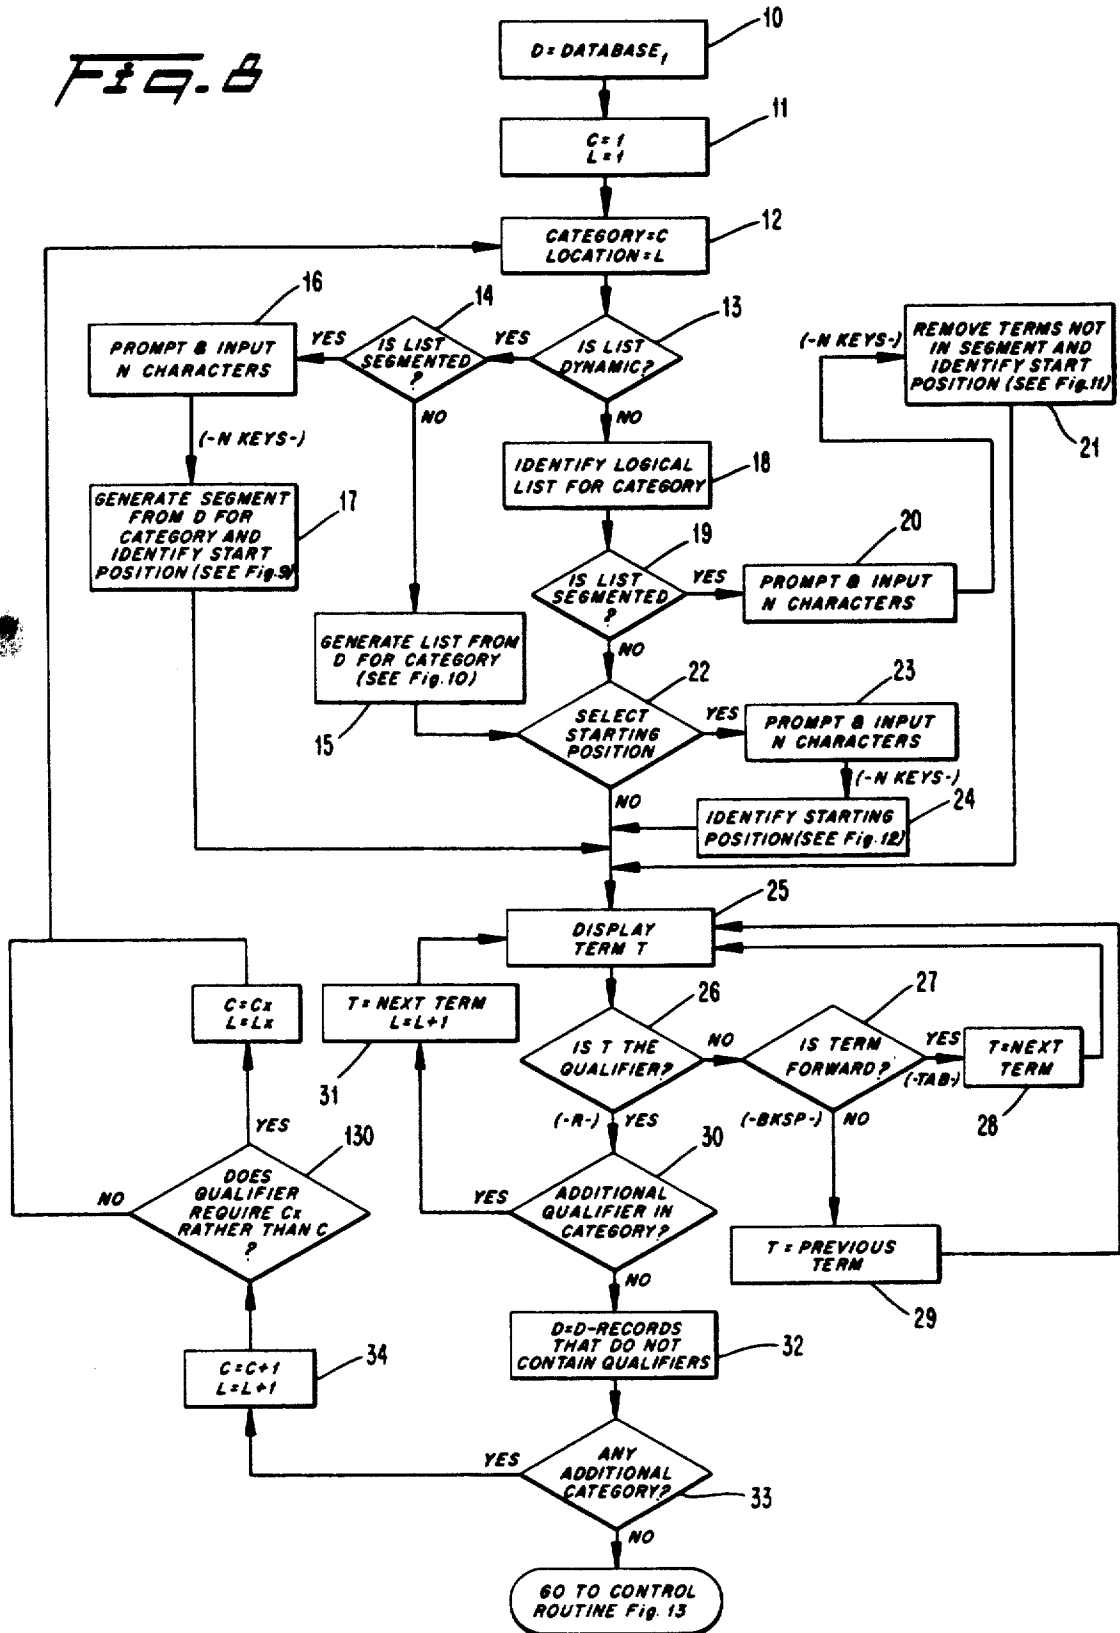 Fig. 8
10
D = DATABASE1
11
C = 1
L = 1
12
CATEGORY = C
LOCATION = L
13
IS LIST
DYNAMIC?
YES
NO
14
IS LIST
SEGMENTED
?
YES
NO
16
PROMPT & INPUT
N CHARACTERS
(-N KEYS-)
17
GENERATE SEGMENT
FROM D FOR
CATEGORY AND
IDENTIFY START
POSITION (SEE Fig. 9)
GENERATE LIST FROM
D FOR CATEGORY
(SEE Fig. 10)
15
IDENTIFY LOGICAL
LIST FOR CATEGORY
18
19
IS LIST
SEGMENTED
?
YES
NO
20
PROMPT & INPUT
N CHARACTERS
(-N KEYS-)
REMOVE TERMS NOT
IN SEGMENT AND
IDENTIFY START
POSITION (SEE Fig. 11)
21
22
SELECT
STARTING
POSITION
YES
NO
23
PROMPT & INPUT
N CHARACTERS
(-N KEYS-)
24
IDENTIFY STARTING
POSITION (SEE Fig. 12)
25
DISPLAY
TERM T
26
IS T THE
QUALIFIER?
NO
(-R-) YES
27
IS TERM
FORWARD?
YES
(-TAB-)
(-BKSP-) NO
T = NEXT
TERM
28
T = PREVIOUS
TERM
29
30
ADDITIONAL
QUALIFIER IN
CATEGORY?
YES
NO
T = NEXT TERM
L = L+1
31
D = D-RECORDS
THAT DO NOT
CONTAIN QUALIFIERS
32
ANY
ADDITIONAL
CATEGORY?
33
YES
NO
C = C+1
L = L+1
34
130
DOES
QUALIFIER
REQUIRE Cx
RATHER THAN C
?
YES
NO
C = Cx
L = Lx
GO TO CONTROL
ROUTINE Fig. 13